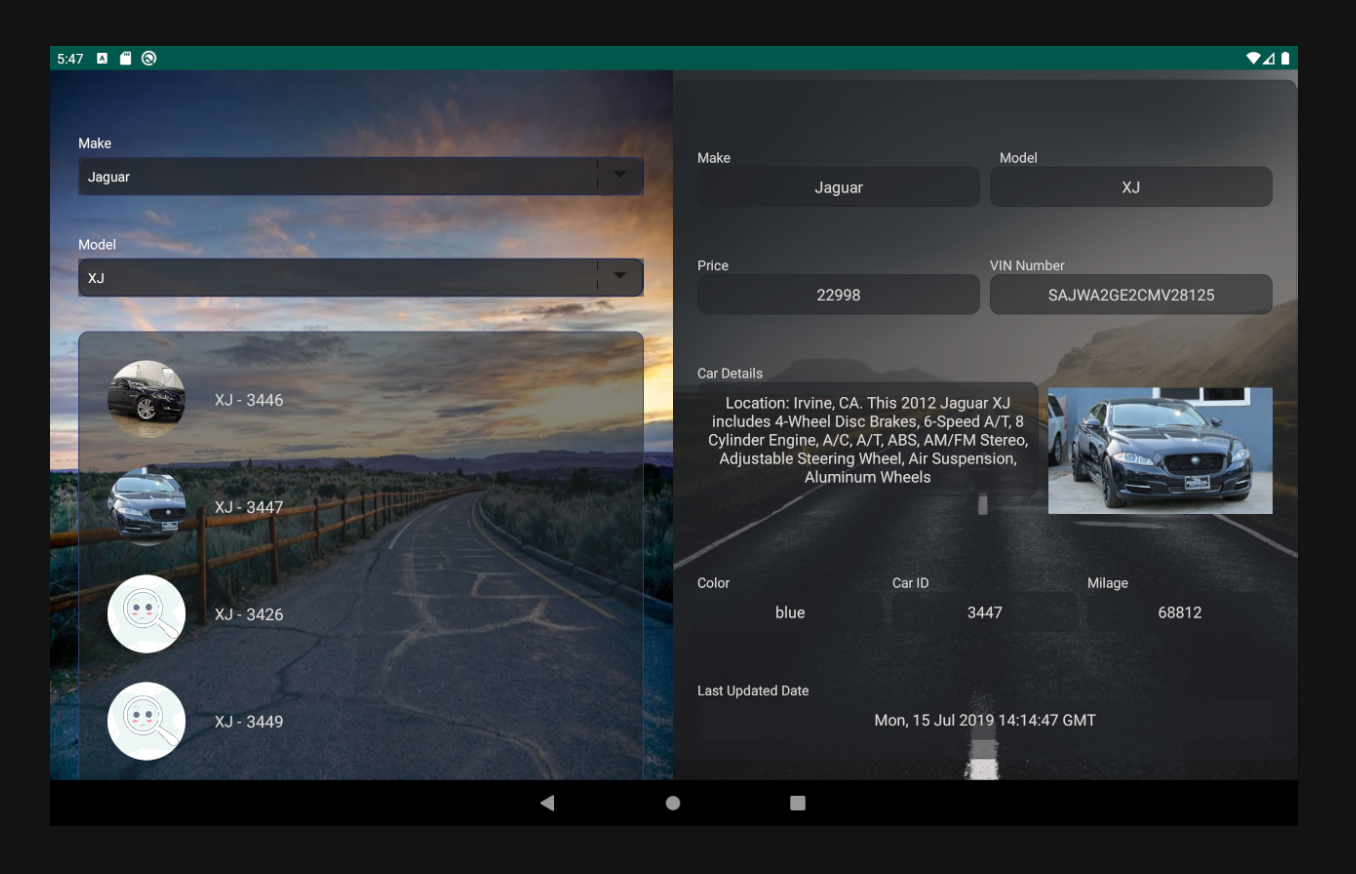 5:47
Make
Jaguar
Model
XJ
XJ - 3446
XJ - 3447
XJ - 3426
XJ - 3449
Make
Model
Jaguar
XJ
Price
VIN Number
22998
SAJWA2GE2CMV28125
Car Details
Location: Irvine, CA. This 2012 Jaguar XJ
includes 4-Wheel Disc Brakes, 6-Speed A/T, 8
Cylinder Engine, A/C, A/T, ABS, AM/FM Stereo,
Adjustable Steering Wheel, Air Suspension,
Aluminum Wheels
Color
Car ID
Milage
blue
3447
68812
Last Updated Date
Mon, 15 Jul 2019 14:14:47 GMT